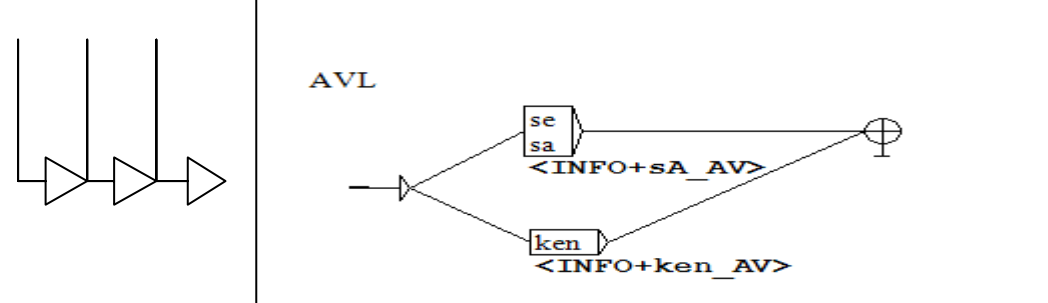 AVL
se
sa
<INFO+sA_AV>
ken
<INFO+ken_AV>